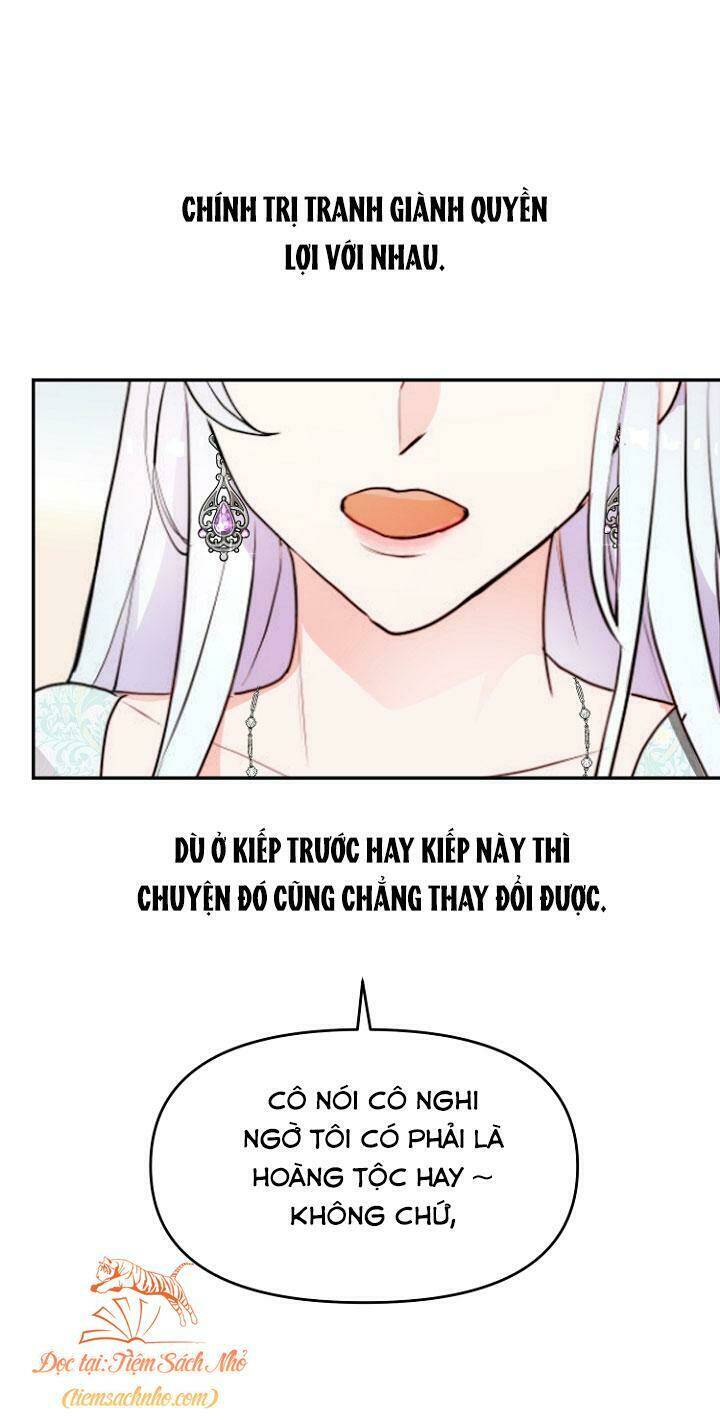 CHÍNH TRỊ TRANH GIÀNH QUYỀN
LỢI VỚI NHAU.
DÙ Ở KIẾP TRƯỚC HAY KIẾP NÀY THÌ
CHUYỆN ĐÓ CŨNG CHẲNG THAY ĐỔI ĐƯỢC.
CÔ NÓI CÔ NGHI
NGỜ TÔI CÓ PHẢI LÀ
HOÀNG TỘC HAY ~
KHÔNG CHỨ,
Đọc tại: Tiệm Sách Nhỏ
(tiemsachnho.com)